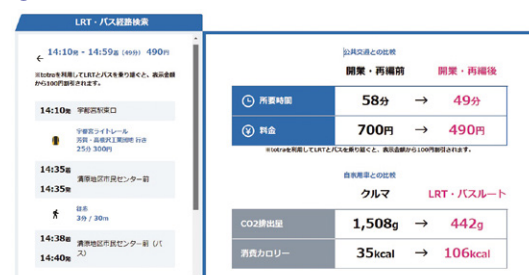 LRT・バス経路検索
14:10発 - 14:59着 (49分) 490円
※totraを利用してLRTとバスを乗り継ぐと、表示金額
から100円割引されます。
14:10発 宇都宮駅東口
宇都宮ライトレール
芳賀・高根沢工業団地 行き
25分 300円
14:35着
清原地区市民センター前
14:35発
徒歩
3分 / 30m
14:38着
清原地区市民センター前 (バ
ス)
14:40発
公共交通との比較
開業・再編前 開業・再編後
所要時間 58分 → 49分
料金 700円 → 490円
※totraを利用してLRTとバスを乗り継ぐと、表示金額から100円割引されます。
自家用車との比較
クルマ LRT・バスルート
CO2排出量 1,508g → 442g
消費カロリー 35kcal → 106kcal